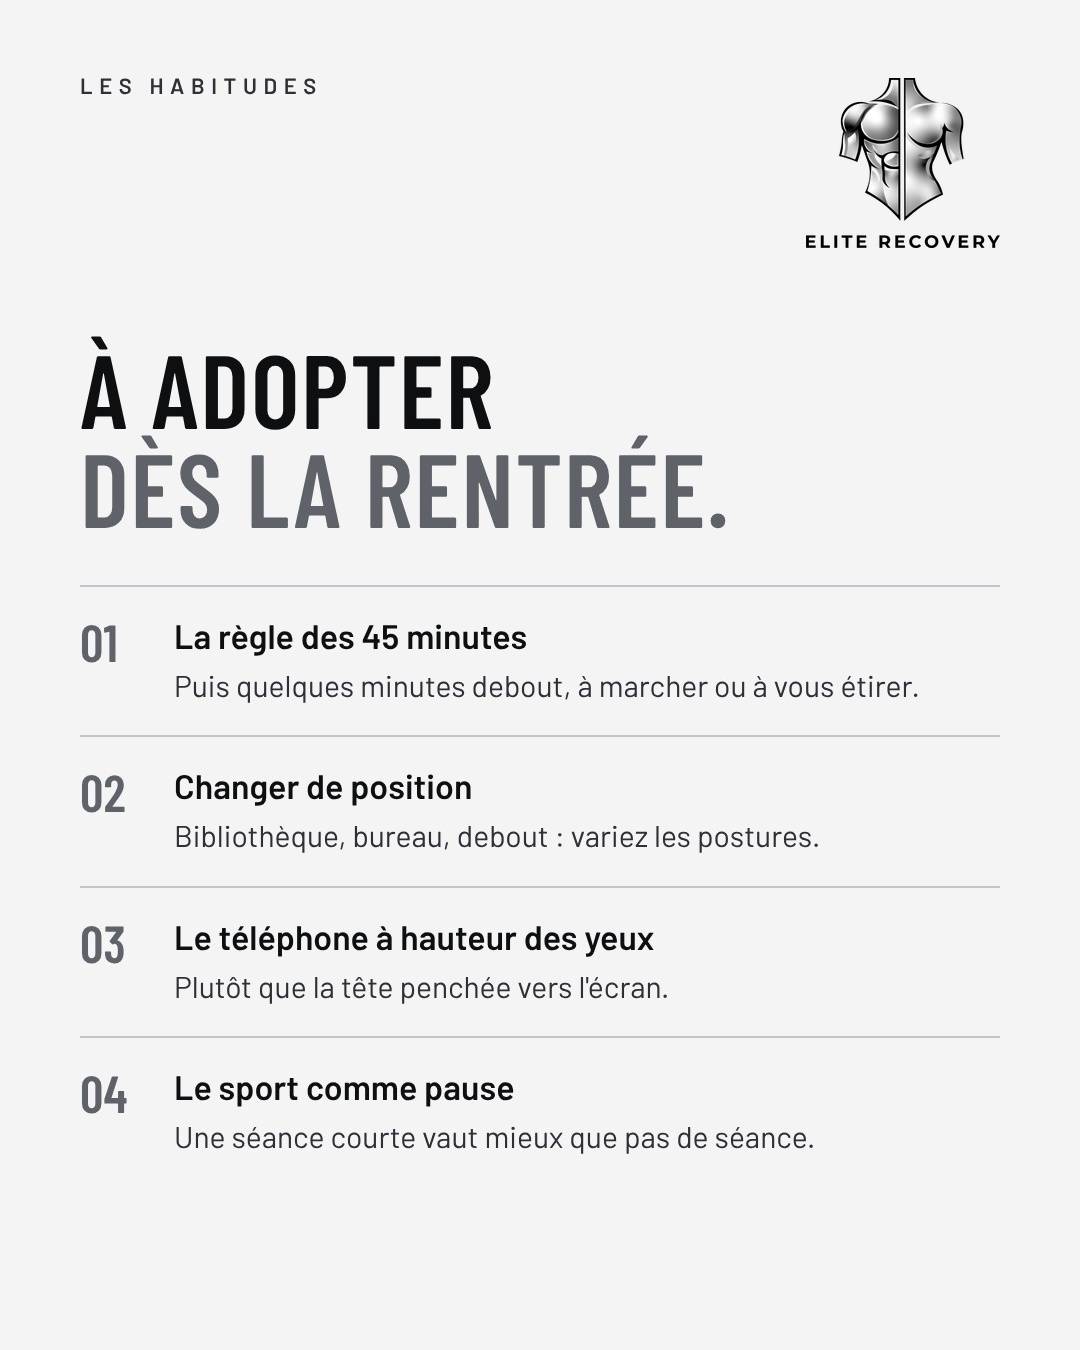 LES HABITUDES
ELITE RECOVERY
À ADOPTER
DÈS LA RENTRÉE.
01 La règle des 45 minutes
Puis quelques minutes debout, à marcher ou à vous étirer.
02 Changer de position
Bibliothèque, bureau, debout : variez les postures.
03 Le téléphone à hauteur des yeux
Plutôt que la tête penchée vers l'écran.
04 Le sport comme pause
Une séance courte vaut mieux que pas de séance.